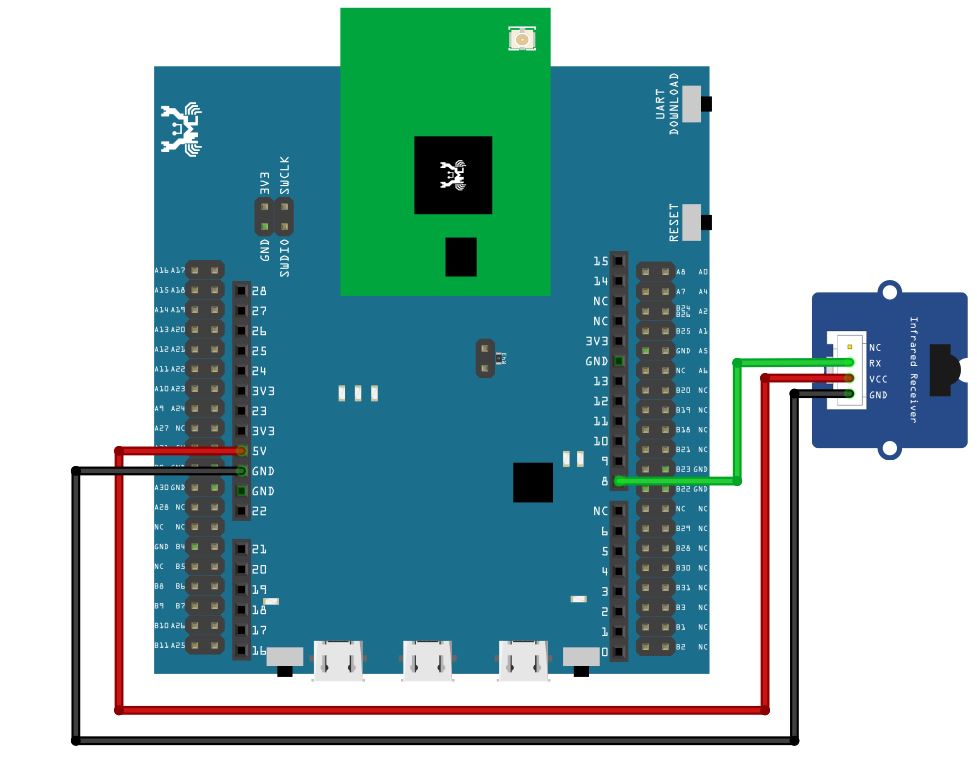 UART
DOWNLOAD
3V3
SWCLK
GND
SWDIO
RESET
A16 A17
A15 A18
A14 A19
A13 A20
A12 A21
A11 A22
A10 A23
A9 A24
A27 NC
A30 GND
A28 NC
NC NC
GND B4
NC B5
B8 B6
B9 B7
B10 A26
B11 A25
28
27
26
25
24
3V3
23
3V3
5V
GND
GND
22
21
20
19
18
17
16
15
14
NC
NC
3V3
GND
13
12
11
10
9
8
NC
6
5
4
3
2
1
0
A8 A0
A7 A4
B24
B26 A2
B25 A1
GND A5
NC A6
B20 NC
B19 NC
B18 NC
B21 NC
B23 GND
B22 GND
NC NC
B29 NC
B28 NC
B30 NC
B31 NC
B3 NC
B1 NC
B2 NC
NC
RX
VCC
GND
Infrared Receiver